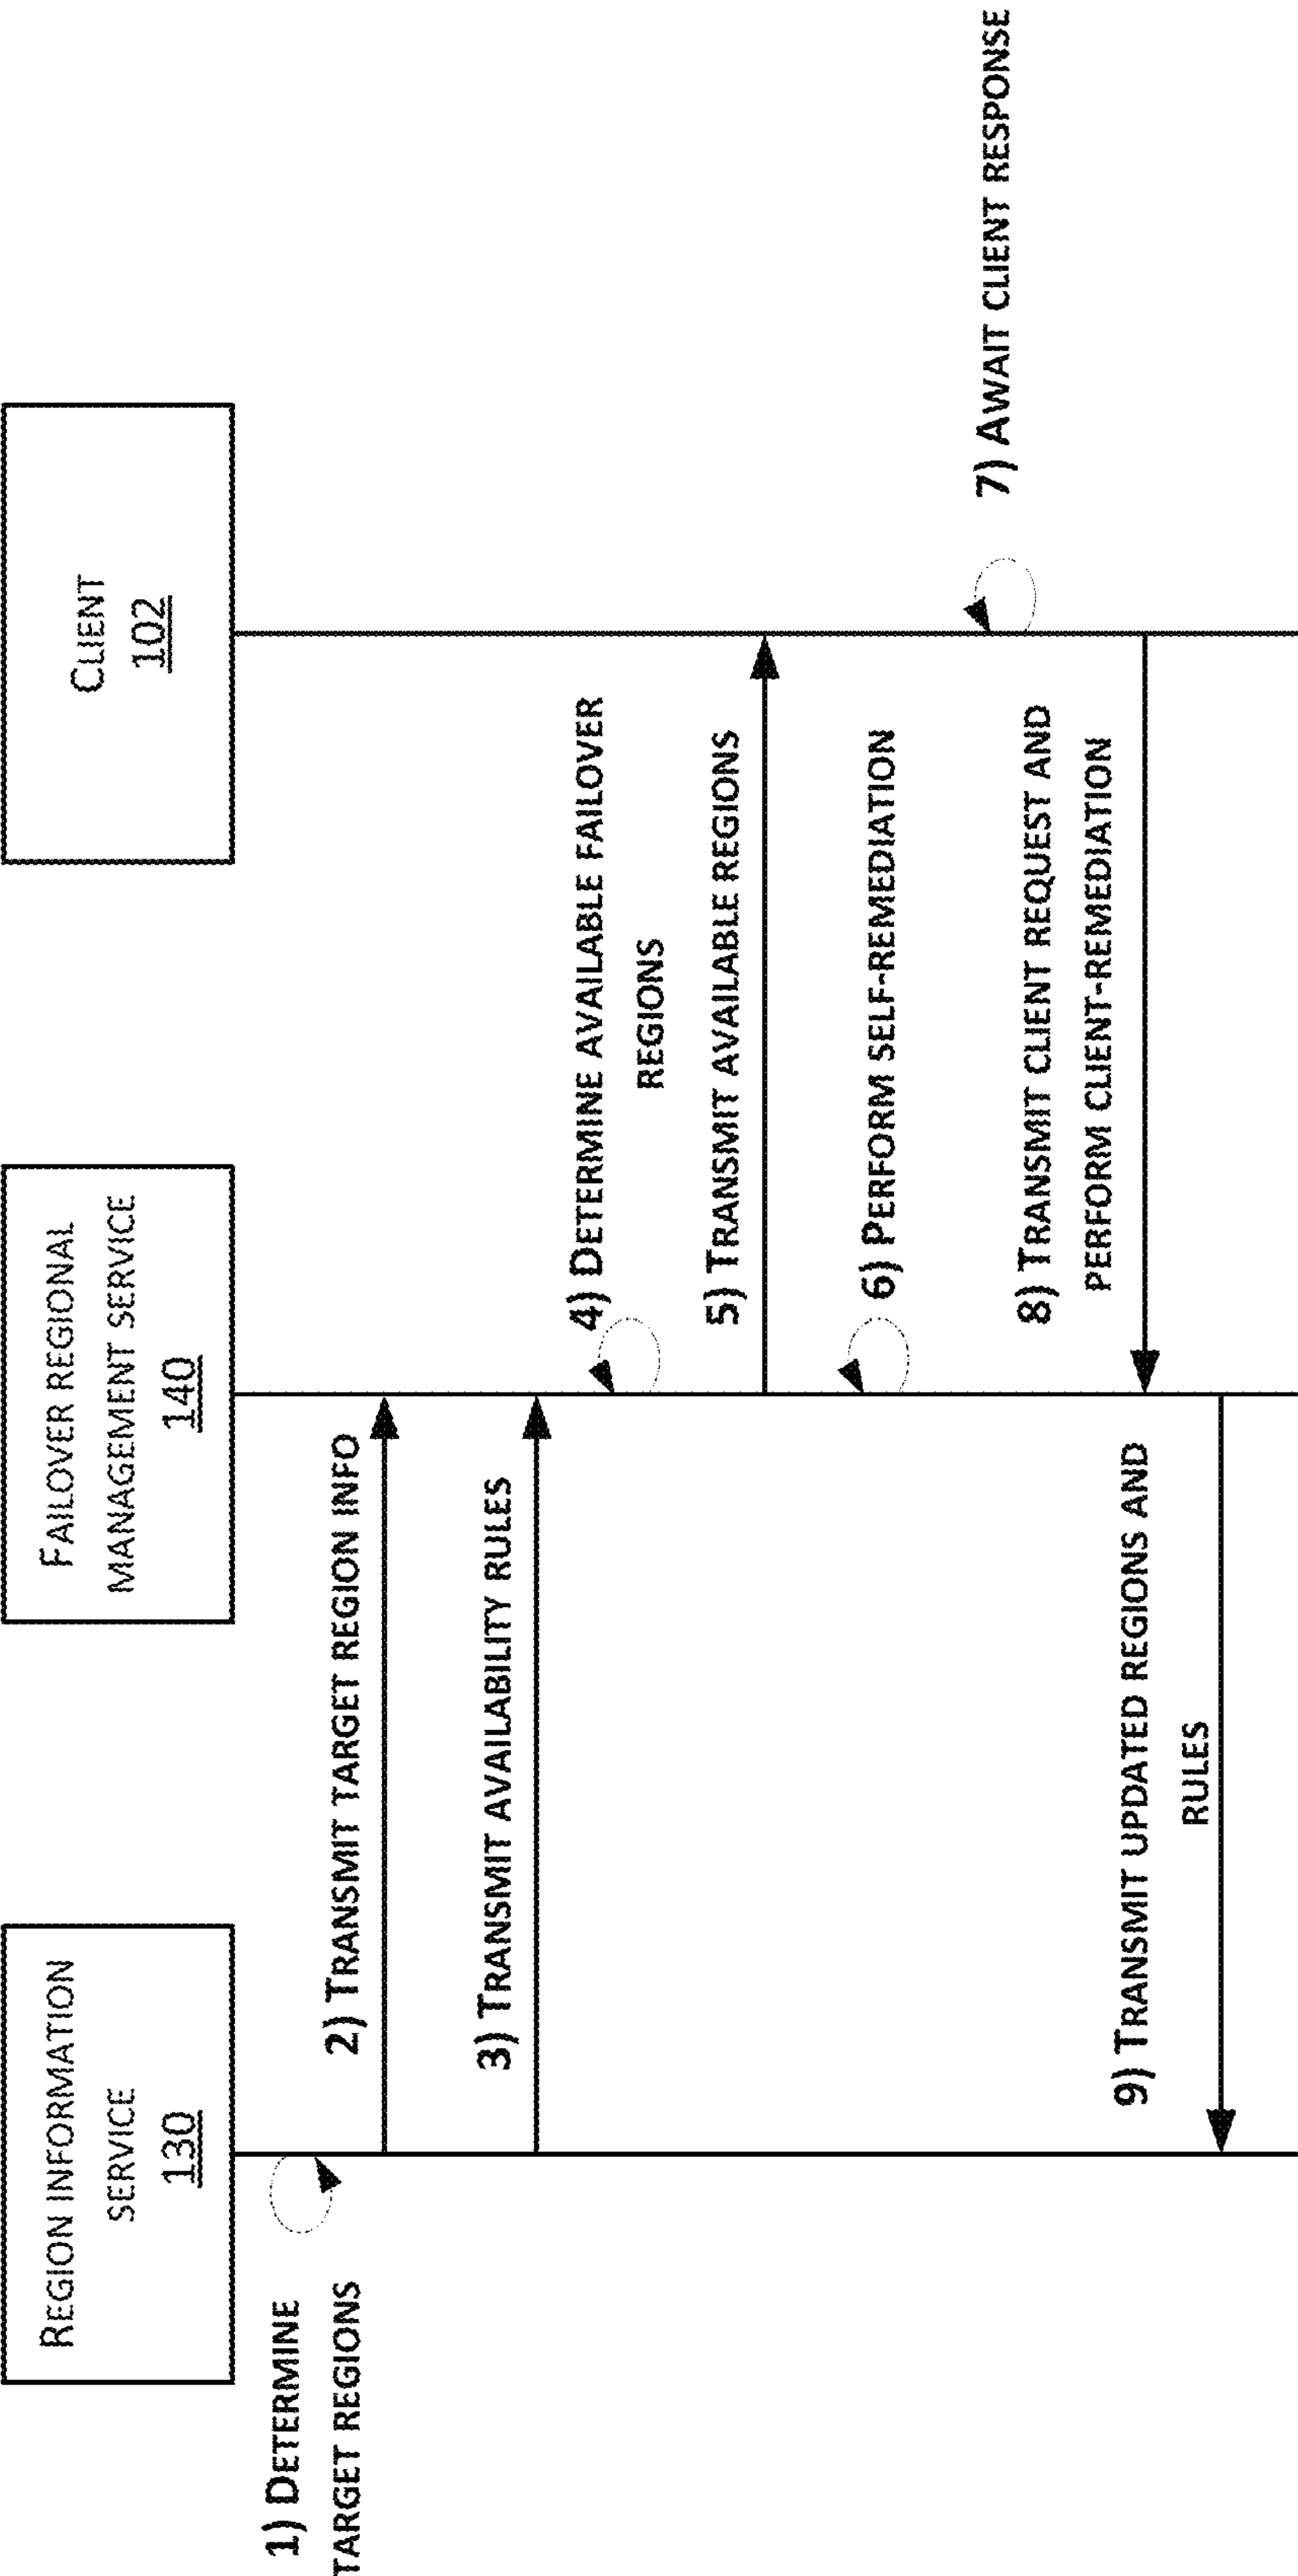 REGION INFORMATION
SERVICE
130
FAILOVER REGIONAL
MANAGEMENT SERVICE
140
CLIENT
102
1) DETERMINE
TARGET REGIONS
2) TRANSMIT TARGET REGION INFO
3) TRANSMIT AVAILABILITY RULES
4) DETERMINE AVAILABLE FAILOVER
REGIONS
5) TRANSMIT AVAILABLE REGIONS
6) PERFORM SELF-REMEDIATION
7) AWAIT CLIENT RESPONSE
8) TRANSMIT CLIENT REQUEST AND
PERFORM CLIENT-REMEDIATION
9) TRANSMIT UPDATED REGIONS AND
RULES